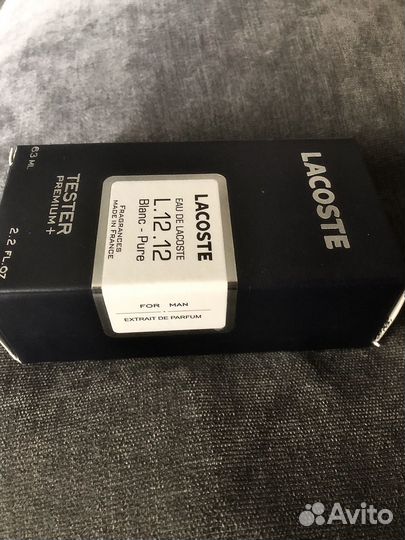 LACOSTE
LACOSTE
EAU DE LACOSTE
L.12.12
Blanc - Pure
FRAGRANCES
MADE IN FRANCE
FOR MAN
EXTRAIT DE PARFUM
TESTER
PREMIUM+
63 ML
2.2 FL.OZ
Avito